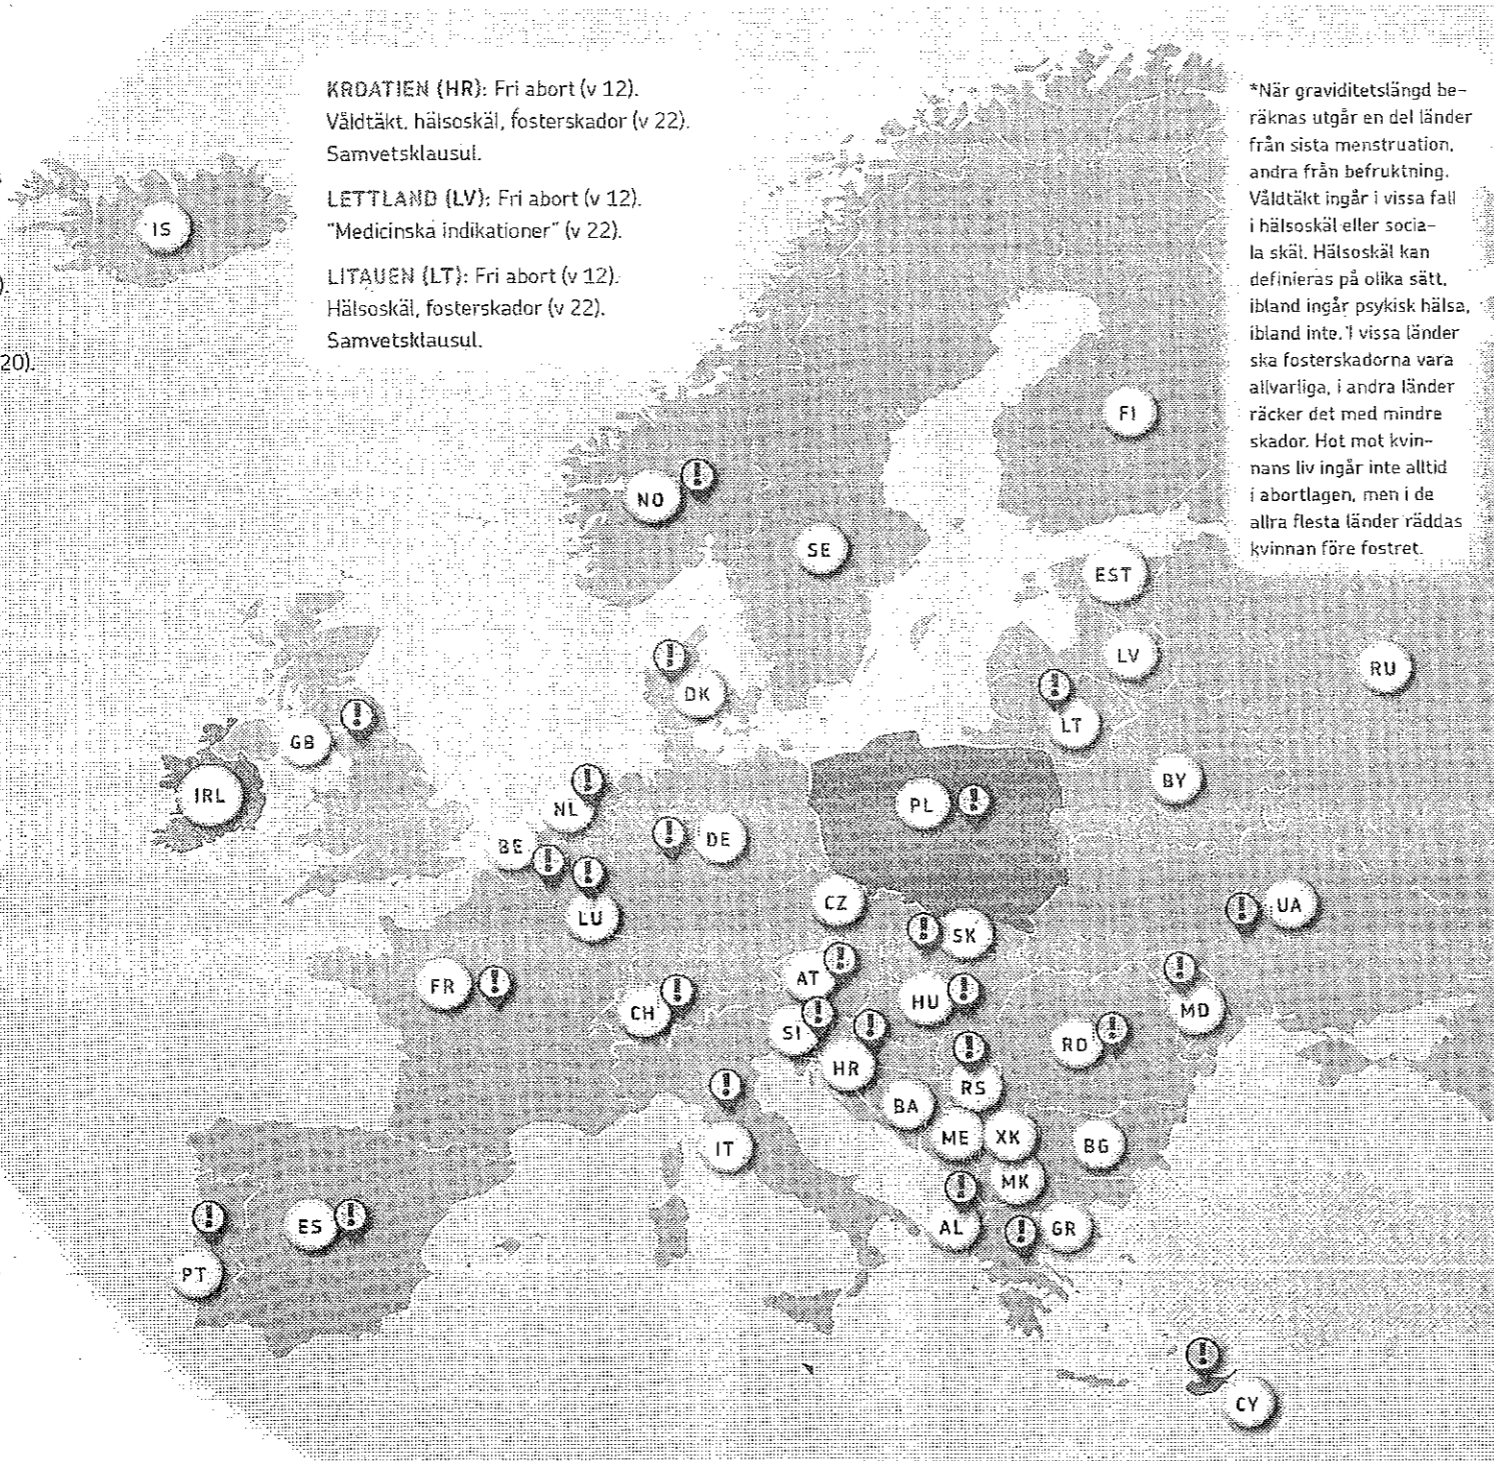 KROATIEN (HR): Fri abort (v 12).
Våldtäkt, hälsoskäl, fosterskador (v 22).
Samvetsklausul.
LETTLAND (LV): Fri abort (v 12).
"Medicinska indikationer" (v 22).
LITAUEN (LT): Fri abort (v 12).
Hälsoskäl, fosterskador (v 22).
Samvetsklausul.
*När graviditetslängd be-
räknas utgår en del länder
från sista menstruation,
andra från befruktning.
Våldtäkt ingår i vissa fall
i hälsoskäl eller socia-
la skäl. Hälsoskäl kan
definieras på olika sätt,
ibland ingår psykisk hälsa,
ibland inte. I vissa länder
ska fosterskadorna vara
allvarliga, i andra länder
räcker det med mindre
skador. Hot mot kvin-
nans liv ingår inte alltid
i abortlagen, men i de
allra flesta länder räddas
kvinnan före fostret.
).
20).
IS
FI
NO !
SE
EST
! DK
LV
RU
! LT
GB !
IRL
BY
NL !
PL !
BE !
! DE
! LU
CZ
! UA
! SK
AT !
FR !
CH !
HU !
! MD
SI !
HR !
RO !
! RS
! IT
BA
ME
XK
BG
MK
! AL
! GR
! PT
ES !
! CY